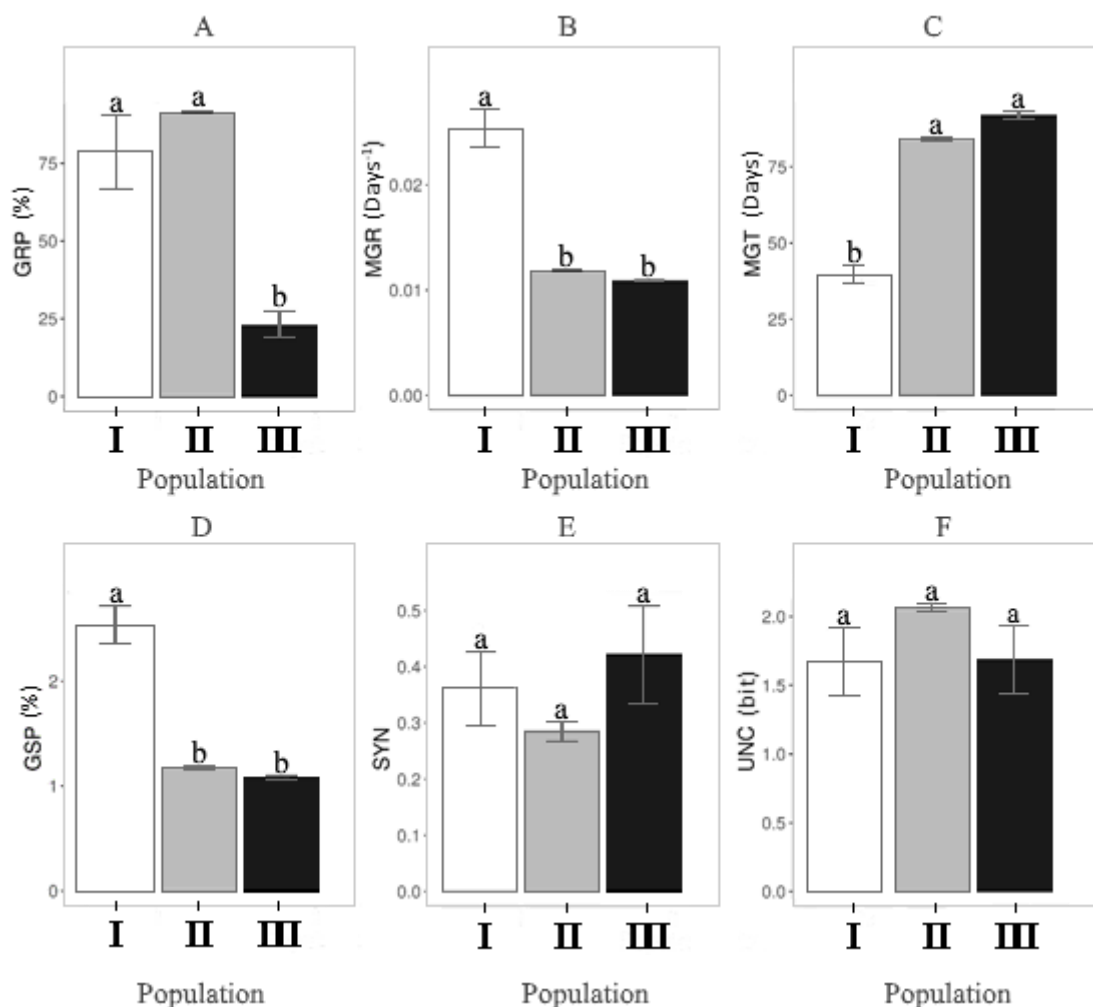 A
GRP (%)
75
50
25
0
a
a
b
I II III
Population
B
MGR (Days⁻¹)
0.02
0.01
0.00
a
b
b
I II III
Population
C
MGT (Days)
75
50
25
0
b
a
a
I II III
Population
D
GSP (%)
2
1
0
a
b
b
I II III
Population
E
SYN
0.5
0.4
0.3
0.2
0.1
0.0
a
a
a
I II III
Population
F
UNC (bit)
2.0
1.5
1.0
0.5
0.0
a
a
a
I II III
Population